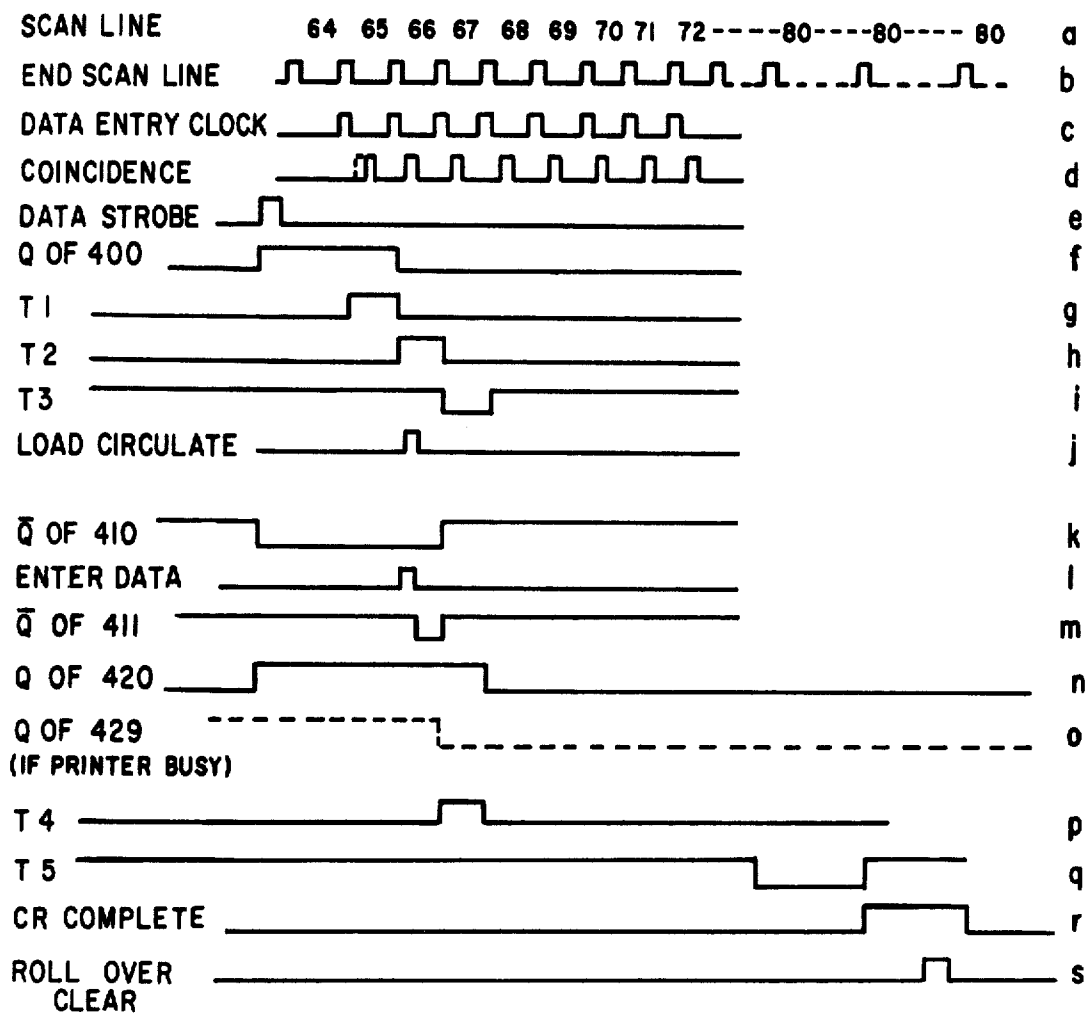 SCAN LINE 64 65 66 67 68 69 70 71 72-----80----80---- 80 a
END SCAN LINE b
DATA ENTRY CLOCK c
COINCIDENCE d
DATA STROBE e
Q OF 400 f
T1 g
T2 h
T3 i
LOAD CIRCULATE j
Q̅ OF 410 k
ENTER DATA l
Q̅ OF 411 m
Q OF 420 n
Q OF 429 o
(IF PRINTER BUSY)
T4 p
T5 q
CR COMPLETE r
ROLL OVER s
CLEAR